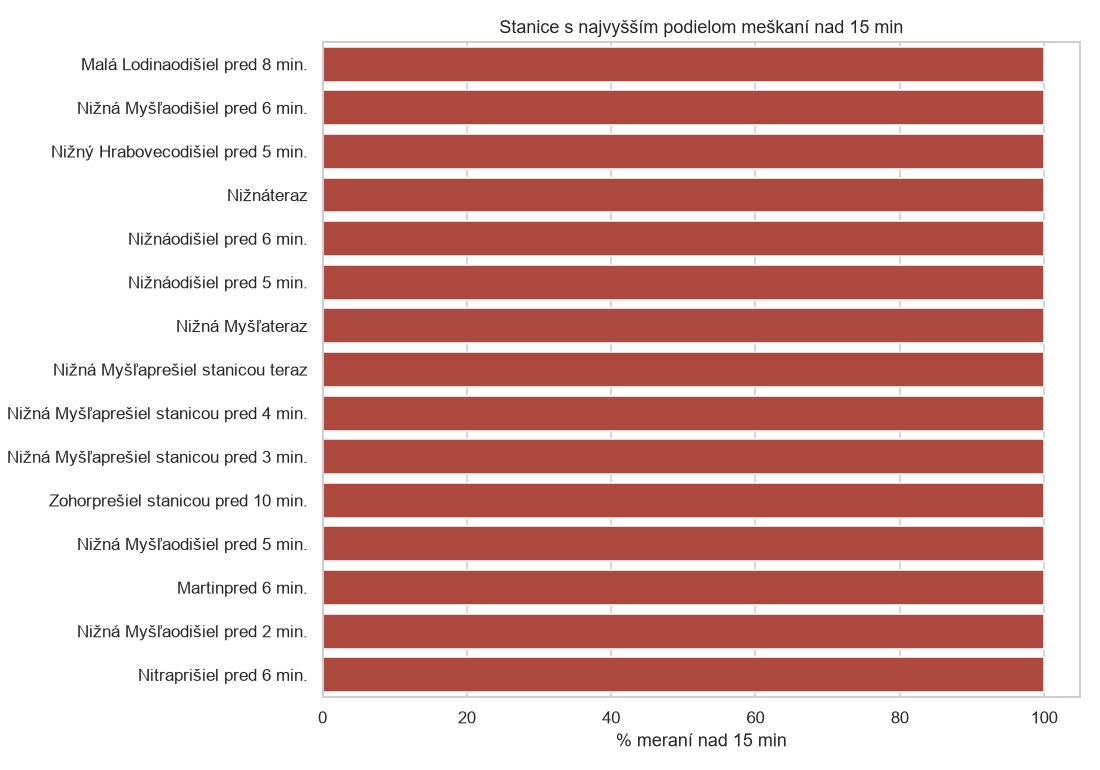 Stanice s najvyšším podielom meškaní nad 15 min
Malá Lodinaodišiel pred 8 min.
Nižná Myšľaodišiel pred 6 min.
Nižný Hrabovecodišiel pred 5 min.
Nižnáteraz
Nižnáodišiel pred 6 min.
Nižnáodišiel pred 5 min.
Nižná Myšľateraz
Nižná Myšľaprešiel stanicou teraz
Nižná Myšľaprešiel stanicou pred 4 min.
Nižná Myšľaprešiel stanicou pred 3 min.
Zohorprešiel stanicou pred 10 min.
Nižná Myšľaodišiel pred 5 min.
Martinpred 6 min.
Nižná Myšľaodišiel pred 2 min.
Nitraprišiel pred 6 min.
0 20 40 60 80 100
% meraní nad 15 min